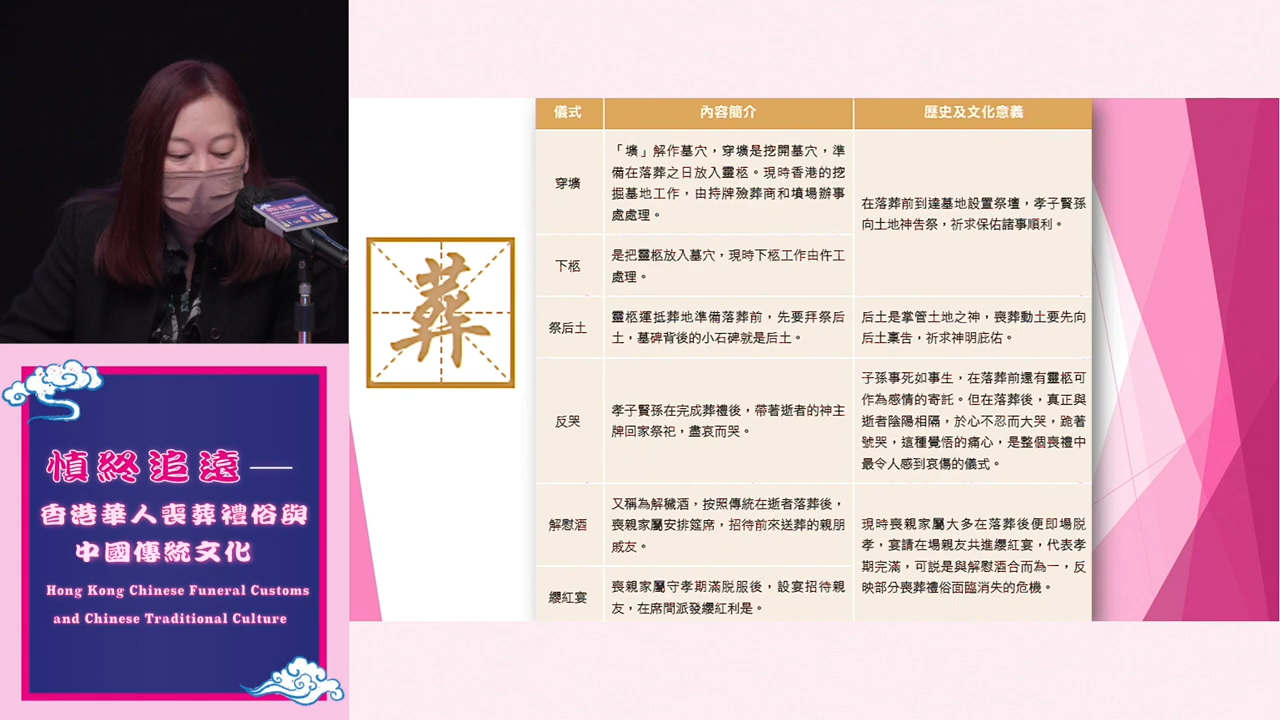 慎終追遠—
香港華人喪葬禮俗與
中國傳統文化
Hong Kong Chinese Funeral Customs
and Chinese Traditional Culture
葬
儀式
內容簡介
歷史及文化意義
穿壙
「壙」解作墓穴，穿壙是挖開墓穴，準
備在落葬之日放入靈柩。現時香港的挖
掘墓地工作，由持牌殮葬商和墳場辦事
處處理。
在落葬前到達墓地設置祭壇，孝子賢孫
向土地神吿祭，祈求保佑諸事順利。
下柩
是把靈柩放入墓穴，現時下柩工作由仵工
處理。
祭后土
靈柩運抵葬地準備落葬前，先要拜祭后
土，墓碑背後的小石碑就是后土。
后土是掌管土地之神，喪葬動土要先向
后土稟吿，祈求神明庇佑。
反哭
孝子賢孫在完成葬禮後，帶著逝者的神主
牌回家祭祀，盡哀而哭。
子孫事死如事生，在落葬前還有靈柩可
作為感情的寄託。但在落葬後，真正與
逝者陰陽相隔，於心不忍而大哭，跪著
號哭，這種覺悟的痛心，是整個喪禮中
最令人感到哀傷的儀式。
解慰酒
又稱為解穢酒，按照傳統在逝者落葬後，
喪親家屬安排筵席，招待前來送葬的親朋
戚友。
現時喪親家屬大多在落葬後便即場脫
孝，宴請在場親友共進纓紅宴，代表孝
期完滿，可説是與解慰酒合而為一，反
映部分喪葬禮俗面臨消失的危機。
纓紅宴
喪親家屬守孝期滿脫服後，設宴招待親
友，在席間派發纓紅利是。